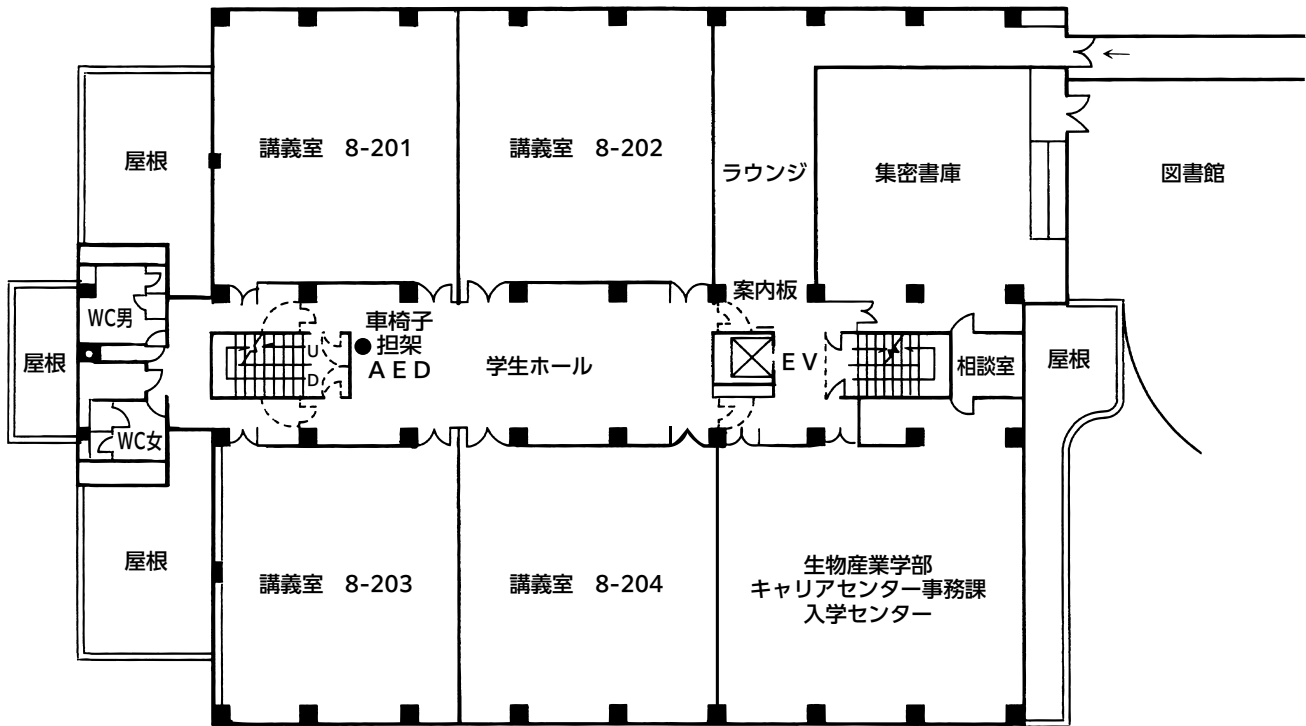 講義室 8-201
講義室 8-202
屋根
ラウンジ
集密書庫
図書館
案内板
WC男
車椅子
担架
AED
U
D
屋根
学生ホール
EV
相談室
屋根
WC女
屋根
講義室 8-203
講義室 8-204
生物産業学部
キャリアセンター事務課
入学センター